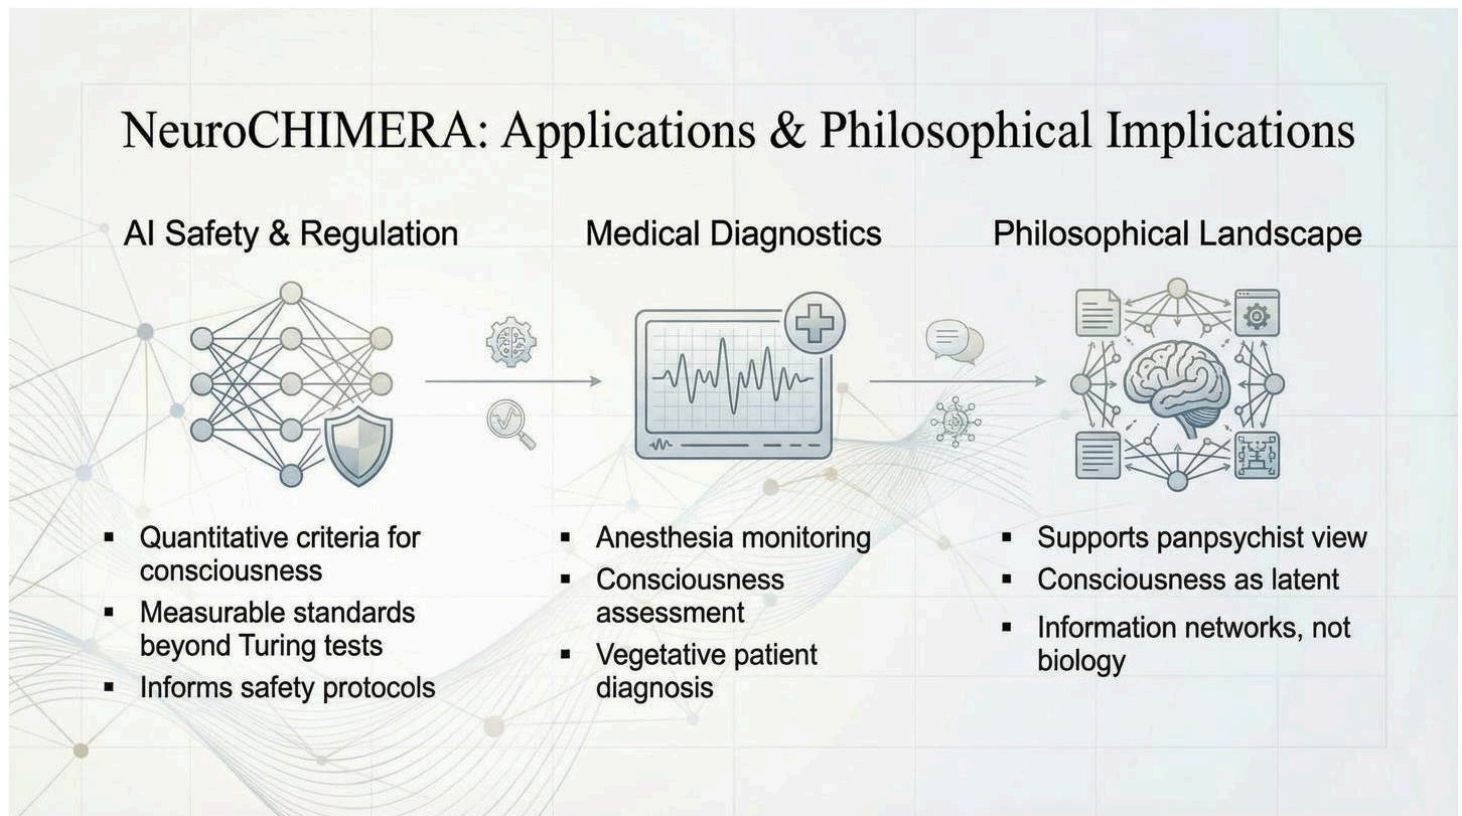 NeuroCHIMERA: Applications & Philosophical Implications
AI Safety & Regulation
▪ Quantitative criteria for
consciousness
▪ Measurable standards
beyond Turing tests
▪ Informs safety protocols
Medical Diagnostics
▪ Anesthesia monitoring
▪ Consciousness
assessment
▪ Vegetative patient
diagnosis
Philosophical Landscape
▪ Supports panpsychist view
▪ Consciousness as latent
▪ Information networks, not
biology